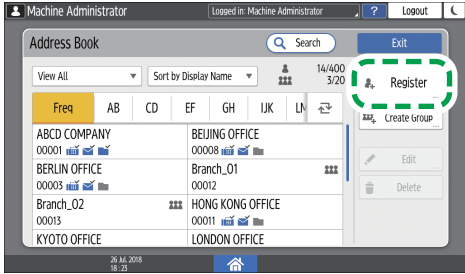 Machine Administrator
Logged in: Machine Administrator
?
Logout
Address Book
Search
Exit
View All
Sort by Display Name
14/400
3/20
Register
Freq
AB
CD
EF
GH
IJK
Create Group
ABCD COMPANY
00001
BEIJING OFFICE
00008
Edit
BERLIN OFFICE
00003
Branch_01
00012
Delete
Branch_02
00013
HONG KONG OFFICE
00011
KYOTO OFFICE
LONDON OFFICE
26 Jul. 2018
18 : 23